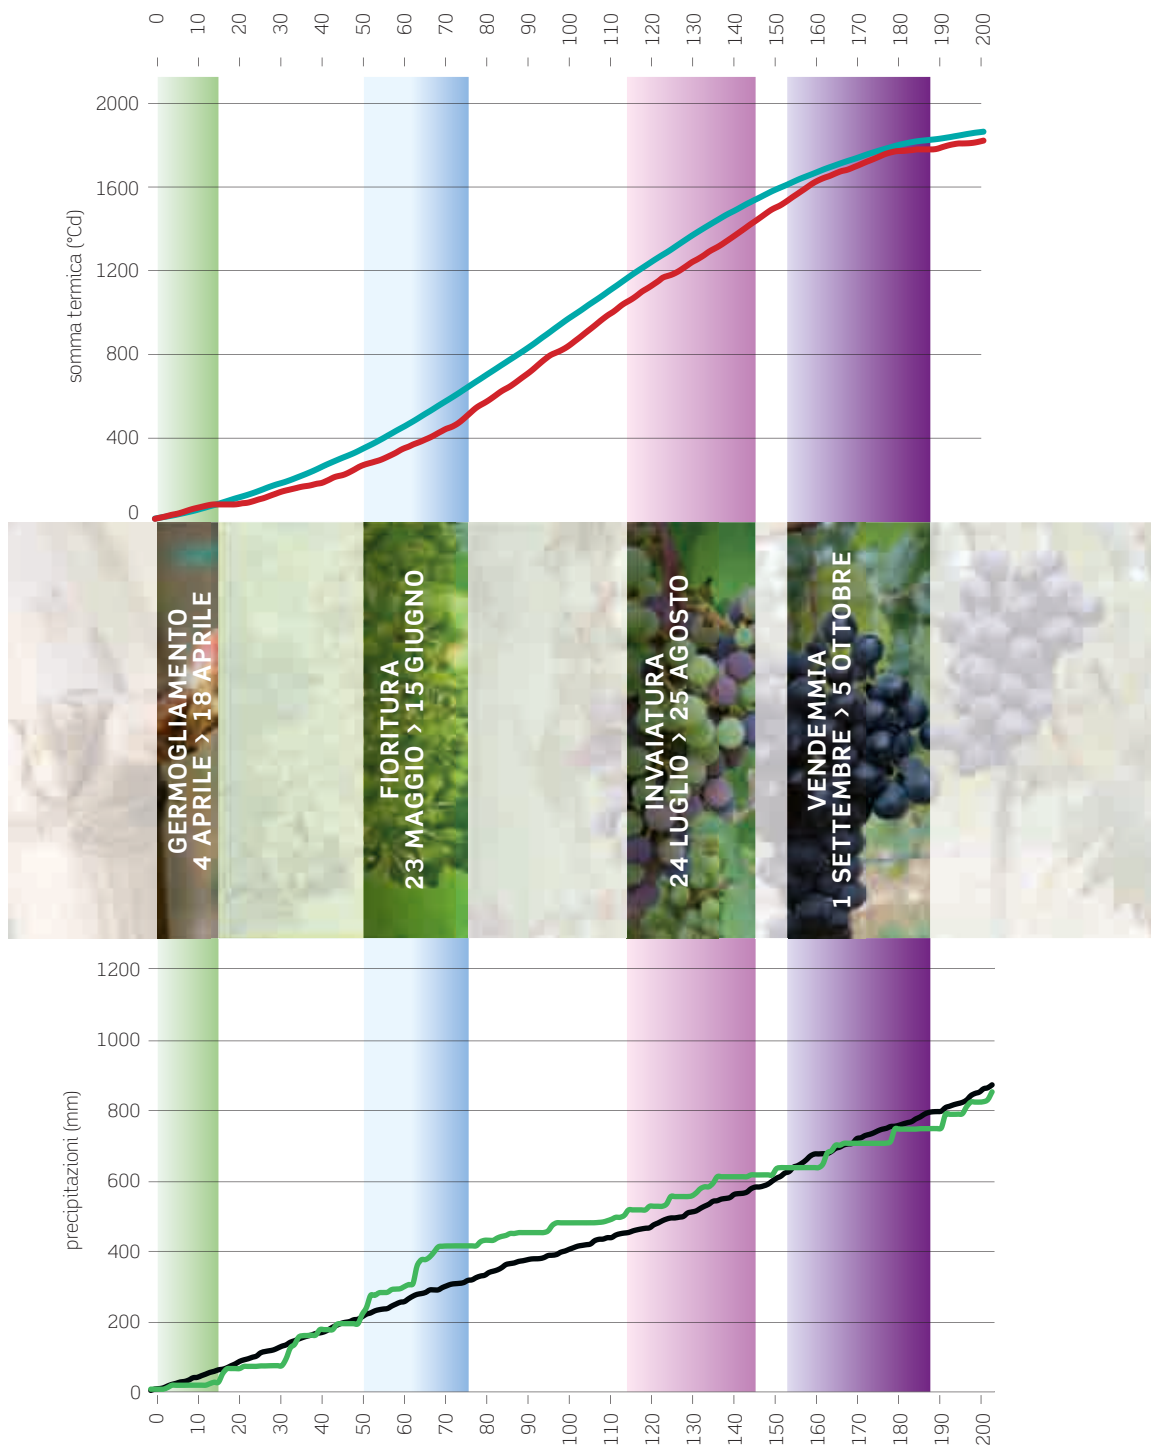 0 10 20 30 40 50 60 70 80 90 100 110 120 130 140 150 160 170 180 190 200
2000
1600
1200
800
400
0
somma termica (°Cd)
GERMOGLIAMENTO
4 APRILE > 18 APRILE
FIORITURA
23 MAGGIO > 15 GIUGNO
INVAIATURA
24 LUGLIO > 25 AGOSTO
VENDEMMIA
1 SETTEMBRE > 5 OTTOBRE
1200
1000
800
600
400
200
0
precipitazioni (mm)
0 10 20 30 40 50 60 70 80 90 100 110 120 130 140 150 160 170 180 190 200